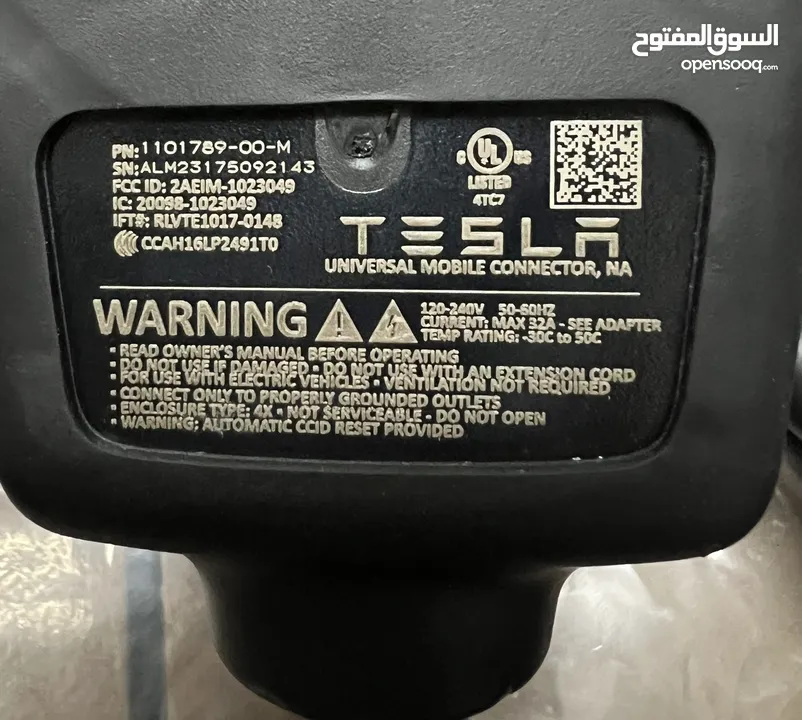 السوق المفتوح
opensooq.com
PN:1101789-00-M
SN:ALM23175092143
FCC ID: 2AEIM-1023049
IC: 20098-1023049
IFT#: RLVTE1017-0148
CCC CCAH16LP2491T0
C UL US
LISTED
4TC7
TESLA
UNIVERSAL MOBILE CONNECTOR, NA
WARNING
120-240V 50-60HZ
CURRENT: MAX 32A - SEE ADAPTER
TEMP RATING: -30C to 50C
▪ READ OWNER'S MANUAL BEFORE OPERATING
▪ DO NOT USE IF DAMAGED ▪ DO NOT USE WITH AN EXTENSION CORD
▪ FOR USE WITH ELECTRIC VEHICLES ▪ VENTILATION NOT REQUIRED
▪ CONNECT ONLY TO PROPERLY GROUNDED OUTLETS
▪ ENCLOSURE TYPE: 4X ▪ NOT SERVICEABLE - DO NOT OPEN
▪ WARNING: AUTOMATIC CCID RESET PROVIDED